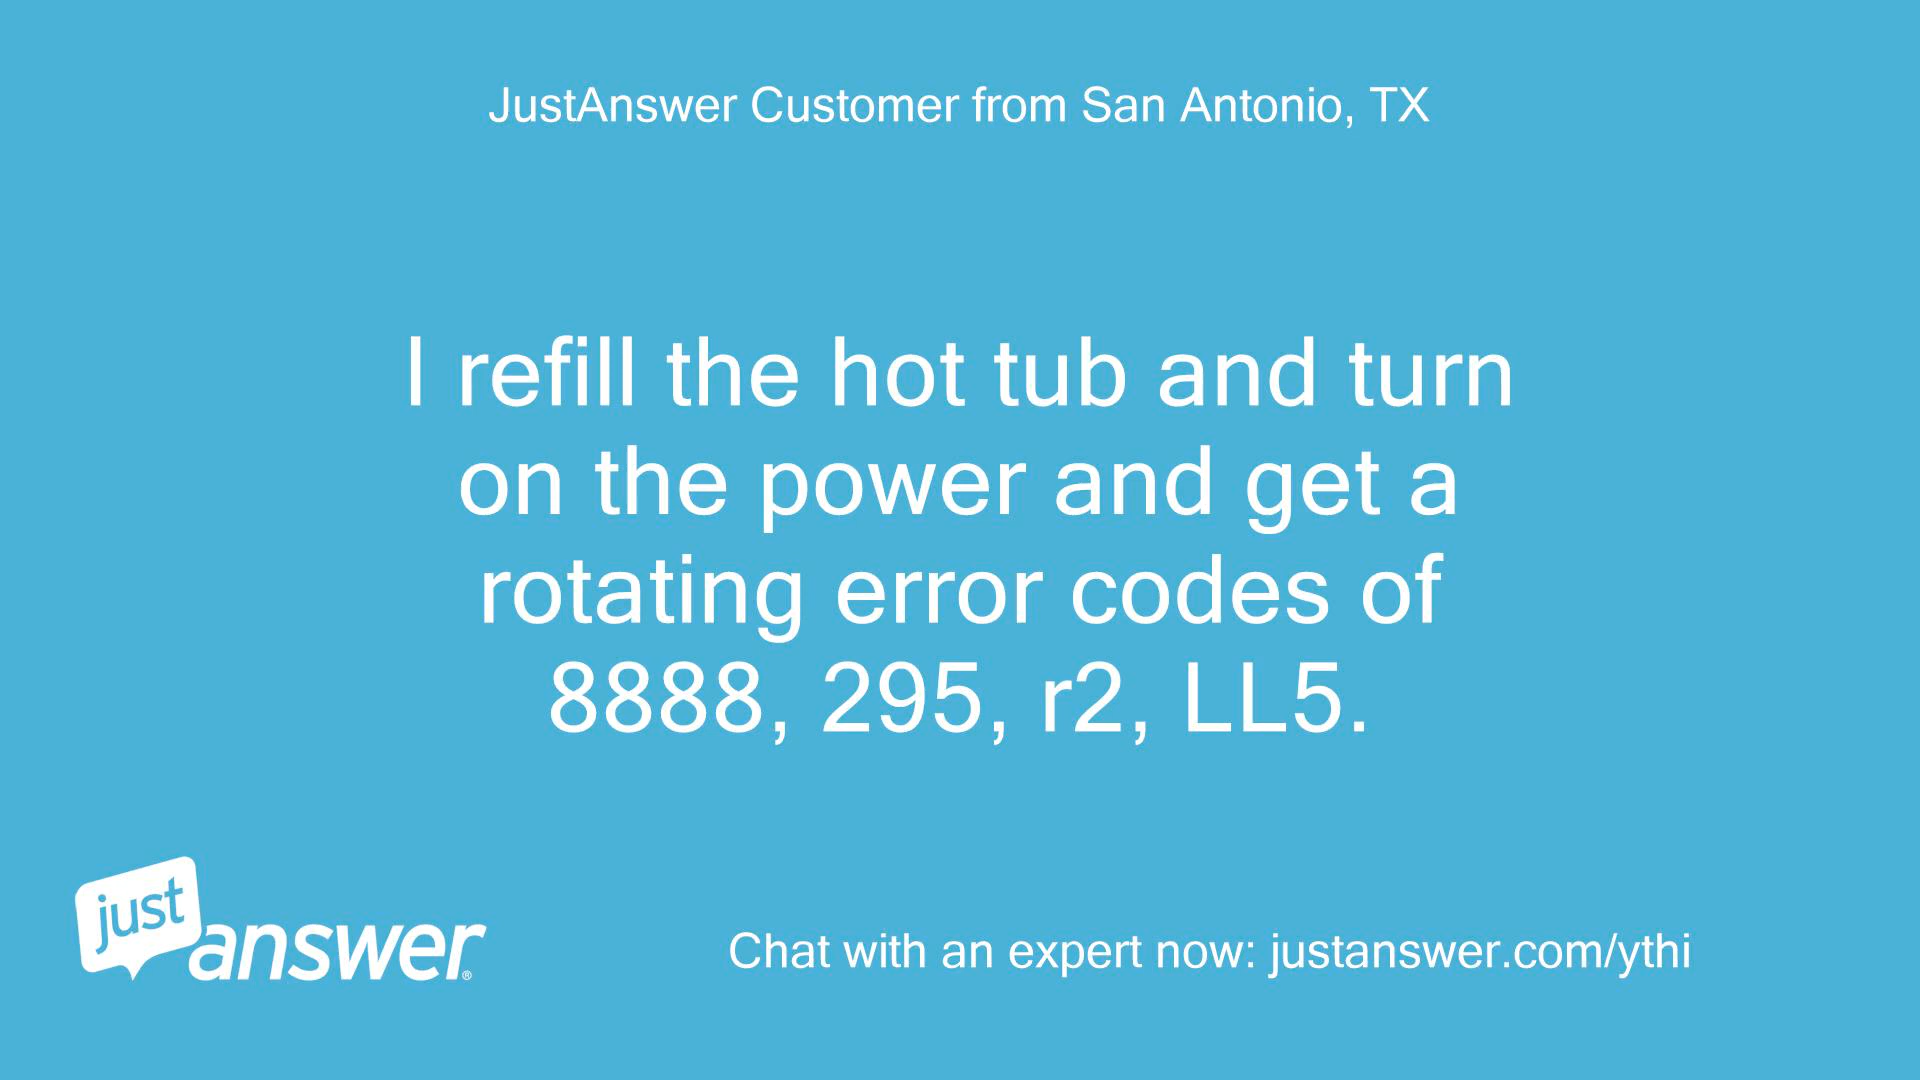 JustAnswer Customer from San Antonio, TX
I refill the hot tub and turn
on the power and get a
rotating error codes of
8888, 295, r2, LL5.
just
answer®
Chat with an expert now: justanswer.com/ythi